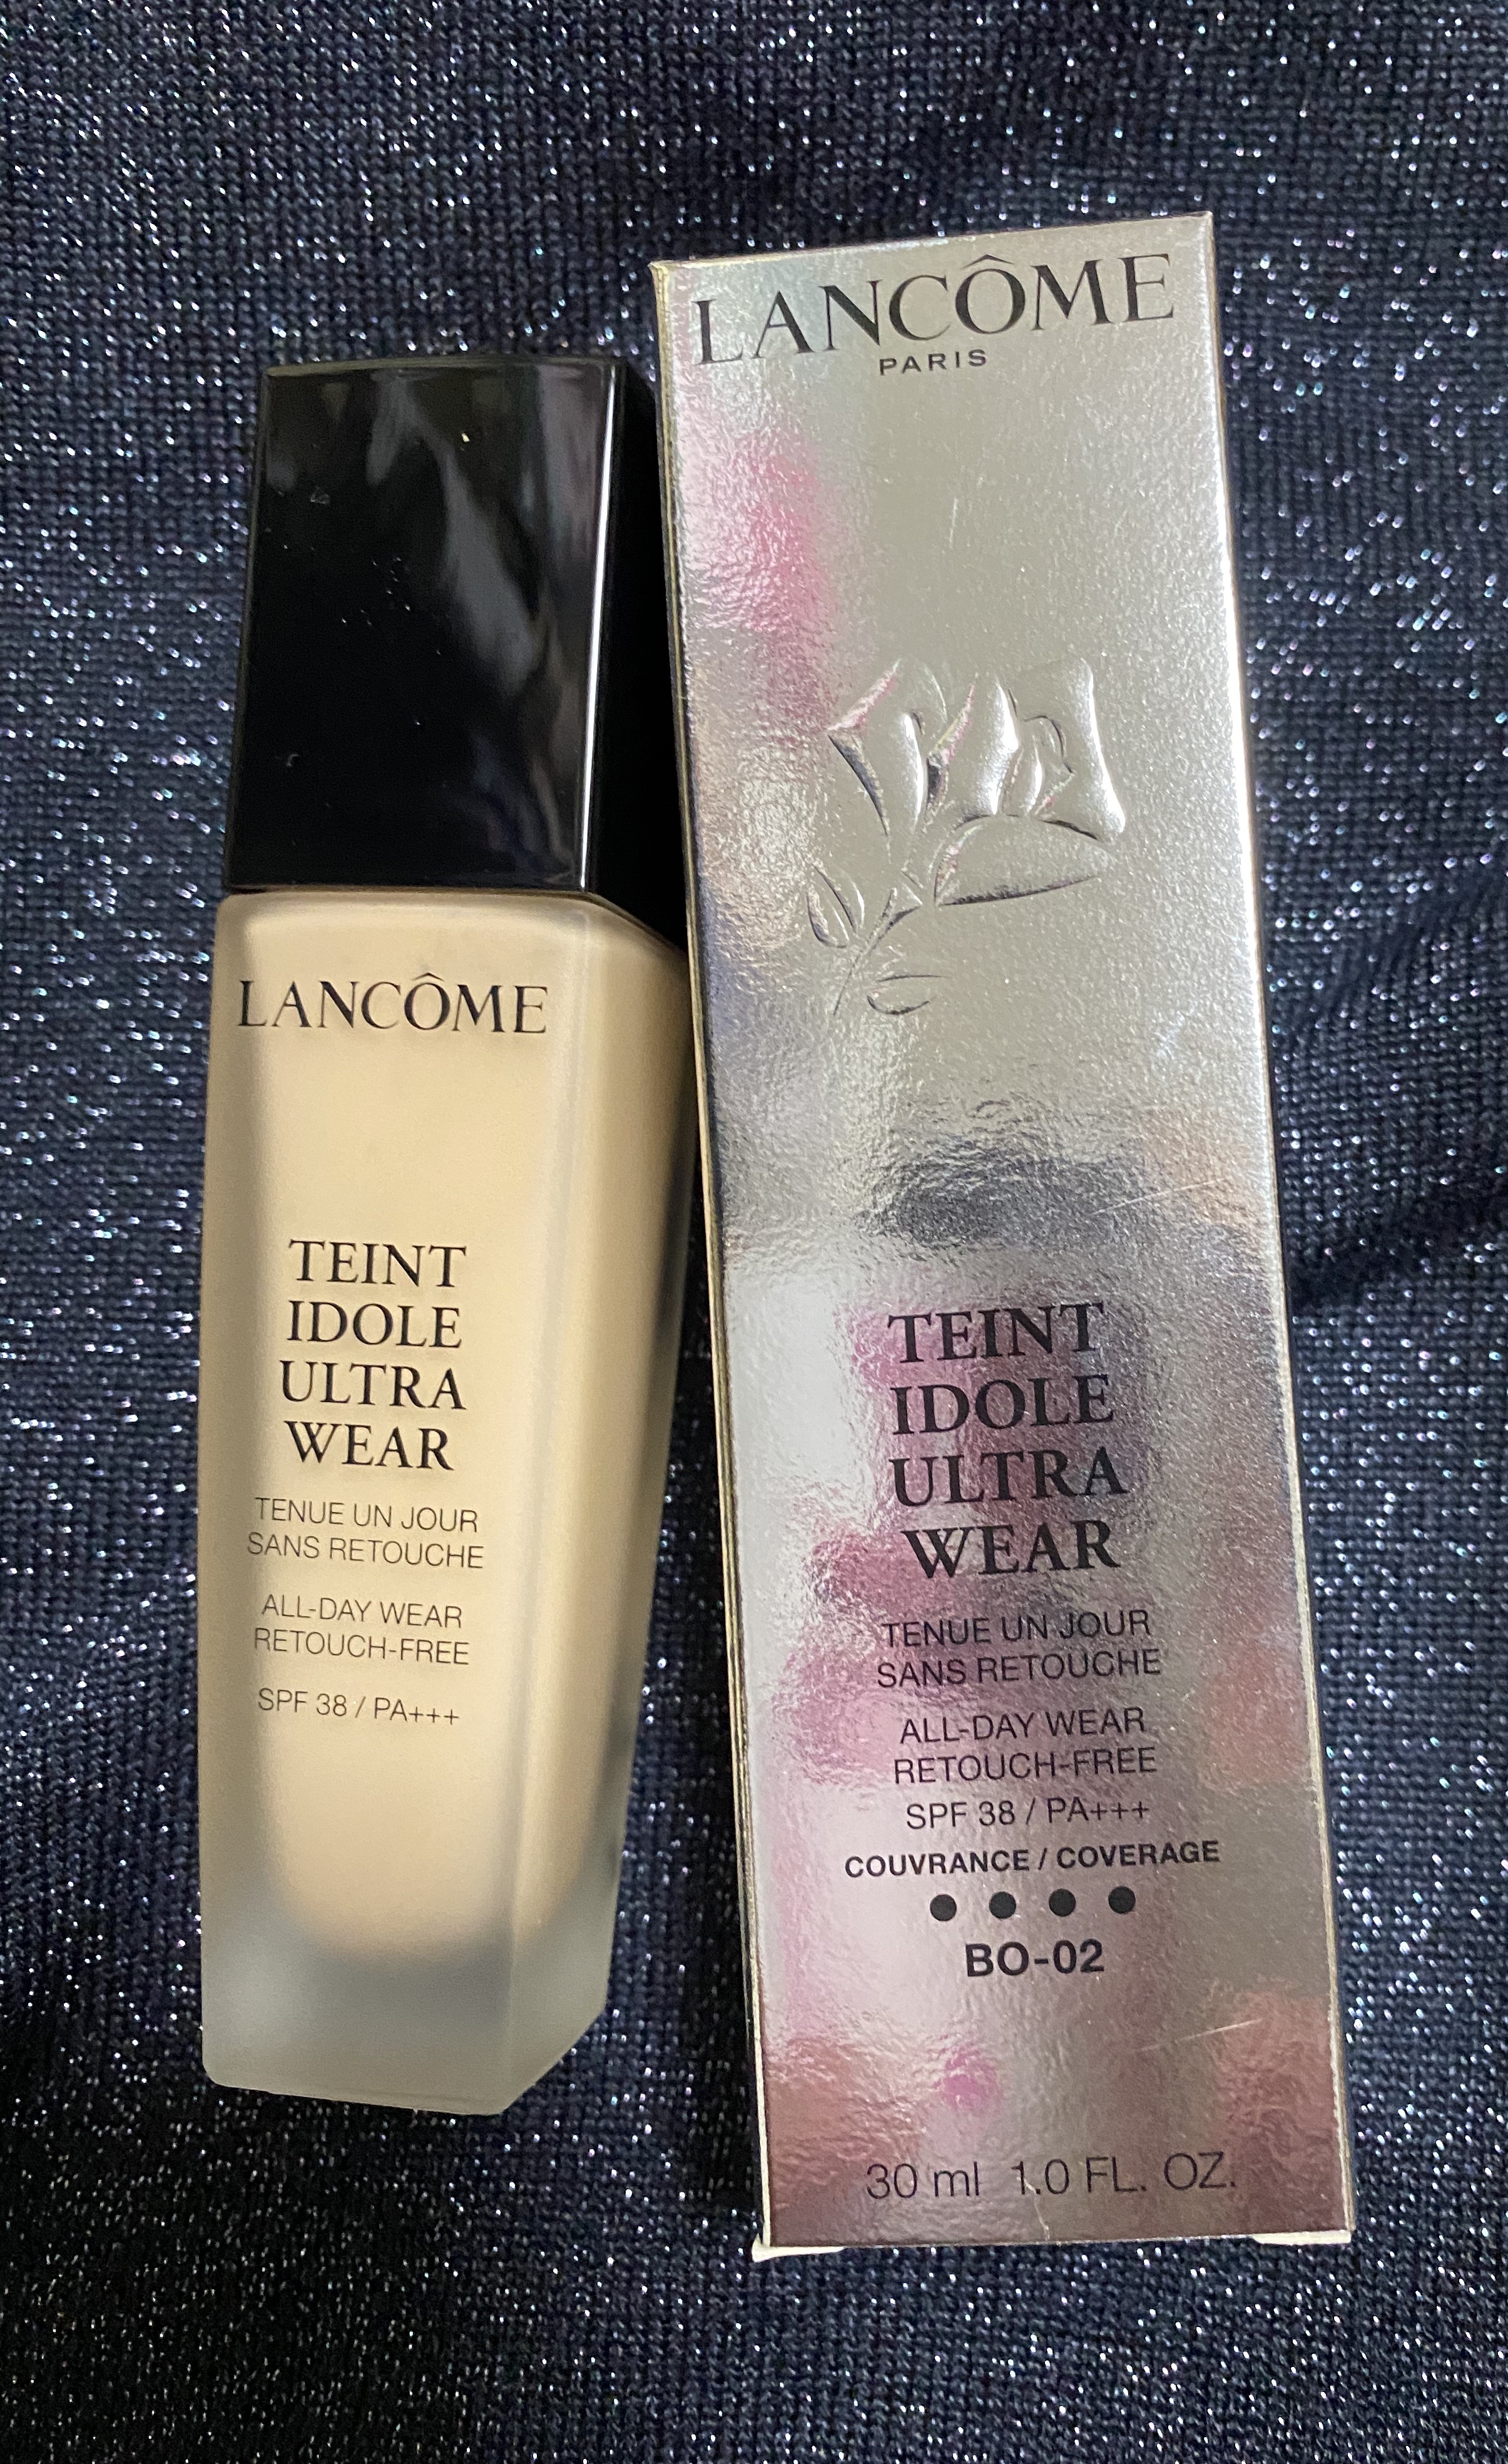 LANCÔME
TEINT
IDOLE
ULTRA
WEAR
TENUE UN JOUR
SANS RETOUCHE
ALL-DAY WEAR
RETOUCH-FREE
SPF 38 / PA+++
LANCÔME
PARIS
TEINT
IDOLE
ULTRA
WEAR
TENUE UN JOUR
SANS RETOUCHE
ALL-DAY WEAR
RETOUCH-FREE
SPF 38 / PA+++
COUVRANCE / COVERAGE
BO-02
30 ml 1.0 FL. OZ.